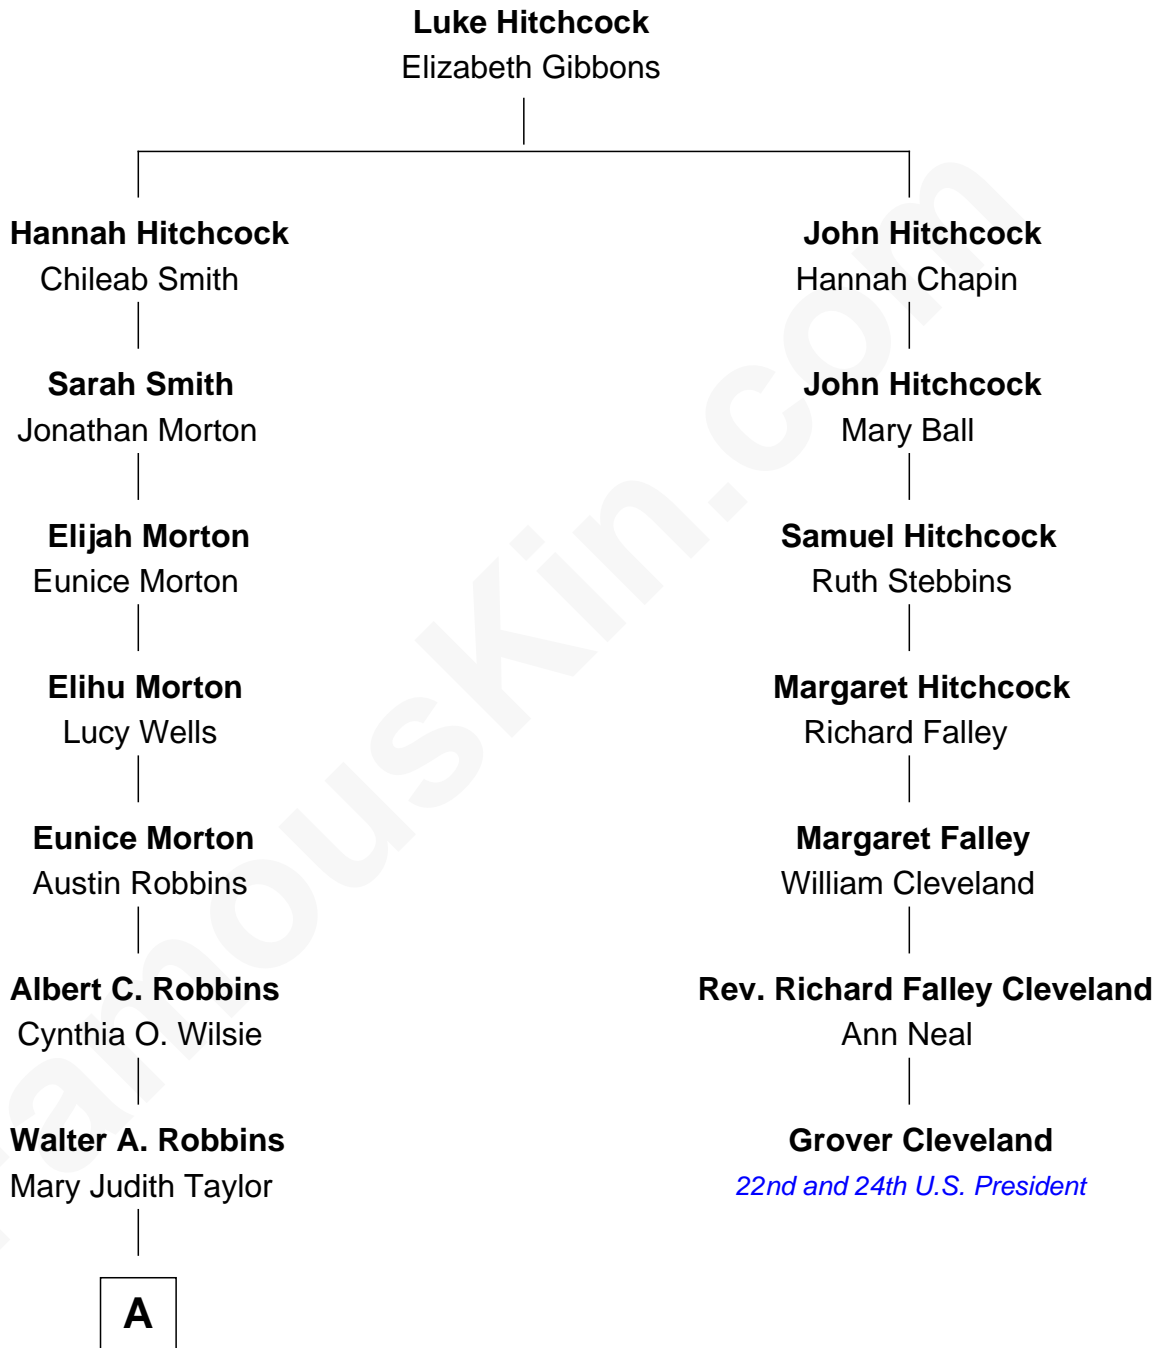 Luke Hitchcock
Elizabeth Gibbons
Hannah Hitchcock
Chileab Smith
John Hitchcock
Hannah Chapin
Sarah Smith
Jonathan Morton
John Hitchcock
Mary Ball
Elijah Morton
Eunice Morton
Samuel Hitchcock
Ruth Stebbins
Elihu Morton
Lucy Wells
Margaret Hitchcock
Richard Falley
Eunice Morton
Austin Robbins
Margaret Falley
William Cleveland
Albert C. Robbins
Cynthia O. Wilsie
Rev. Richard Falley Cleveland
Ann Neal
Walter A. Robbins
Mary Judith Taylor
Grover Cleveland
22nd and 24th U.S. President
A
FamousKin.com